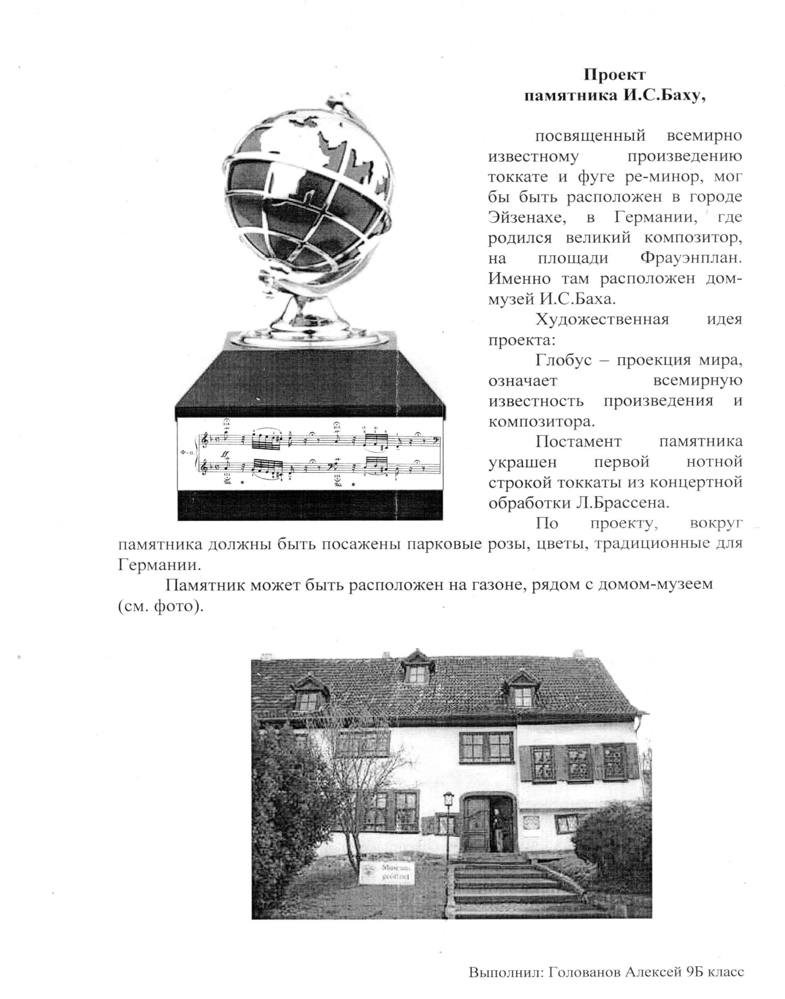 Проект
памятника И.С.Баху,
посвященный всемирно
известному произведению
токкате и фуге ре-минор, мог
бы быть расположен в городе
Эйзенахе, в Германии, где
родился великий композитор,
на площади Фрауэнплан.
Именно там расположен дом-
музей И.С.Баха.
Художественная идея
проекта:
Глобус – проекция мира,
означает всемирную
известность произведения и
композитора.
Постамент памятника
украшен первой нотной
строкой токкаты из концертной
обработки Л.Брассена.
По проекту, вокруг
памятника должны быть посажены парковые розы, цветы, традиционные для
Германии.
Памятник может быть расположен на газоне, рядом с домом-музеем
(см. фото).
Ф-п.
ff
Museum
geöffnet
Выполнил: Голованов Алексей 9Б класс